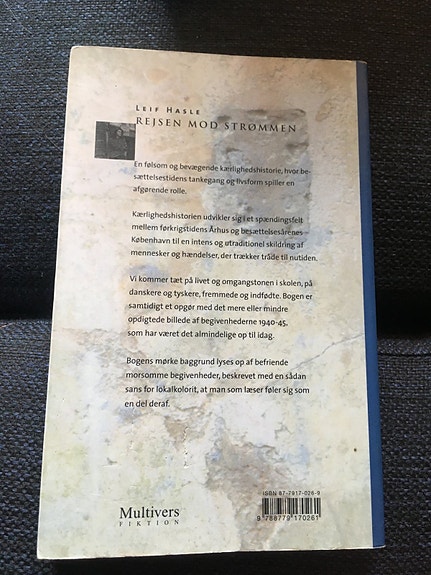 LEIF HASLE
REJSEN MOD STRØMMEN
En følsom og bevægende kærlighedshistorie, hvor be-
sættelsestidens tankegang og livsform spiller en
afgørende rolle.
Kærlighedshistorien udvikler sig i et spændingsfelt
mellem førkrigstidens Århus og besættelsesårenes
København til en intens og utraditionel skildring af
mennesker og hændelser, der trækker tråde til nutiden.
Vi kommer tæt på livet og omgangstonen i skolen, på
danskere og tyskere, fremmede og indfødte. Bogen er
samtidigt et opgør med det mere eller mindre
opdigtede billede af begivenhederne 1940-45,
som har været det almindelige op til idag.
Bogens mørke baggrund lyses op af befriende
morsomme begivenheder, beskrevet med en sådan
sans for lokalkolorit, at man som læser føler sig som
en del deraf.
ISBN 87-7917-026-9
9 788779 170261
Multivers
FIKTION